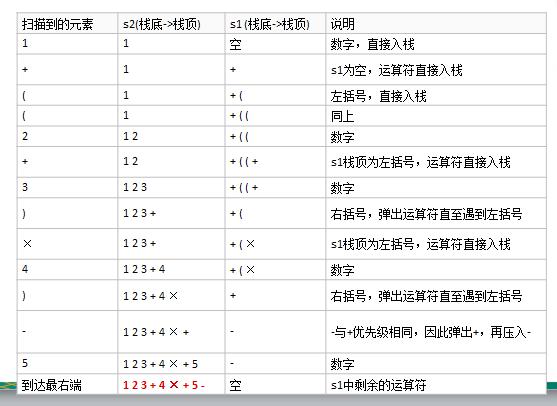 扫描到的元素 s2(栈底->栈顶) s1 (栈底->栈顶) 说明
1 1 空 数字，直接入栈
+ 1 + s1为空，运算符直接入栈
( 1 + ( 左括号，直接入栈
( 1 + ( ( 同上
2 1 2 + ( ( 数字
+ 1 2 + ( ( + s1栈顶为左括号，运算符直接入栈
3 1 2 3 + ( ( + 数字
) 1 2 3 + + ( 右括号，弹出运算符直至遇到左括号
× 1 2 3 + + ( × s1栈顶为左括号，运算符直接入栈
4 1 2 3 + 4 + ( × 数字
) 1 2 3 + 4 × + 右括号，弹出运算符直至遇到左括号
- 1 2 3 + 4 × + - -与+优先级相同，因此弹出+，再压入-
5 1 2 3 + 4 × + 5 - 数字
到达最右端 1 2 3 + 4 × + 5 - 空 s1中剩余的运算符